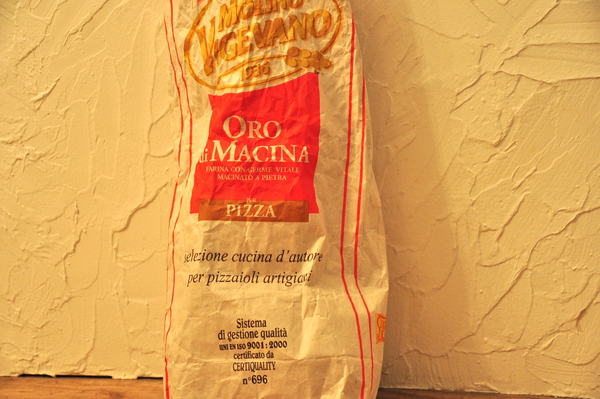 MOLINO
VIGEVANO
1936
ORO
di MACINA
FARINA CON GERME VITALE
MACINATO A PIETRA
PER
PIZZA
selezione cucina d'autore
per pizzaioli artigiani
Sistema
di gestione qualità
UNI EN ISO 9001 : 2000
certificato da
CERTIQUALITY
n°696